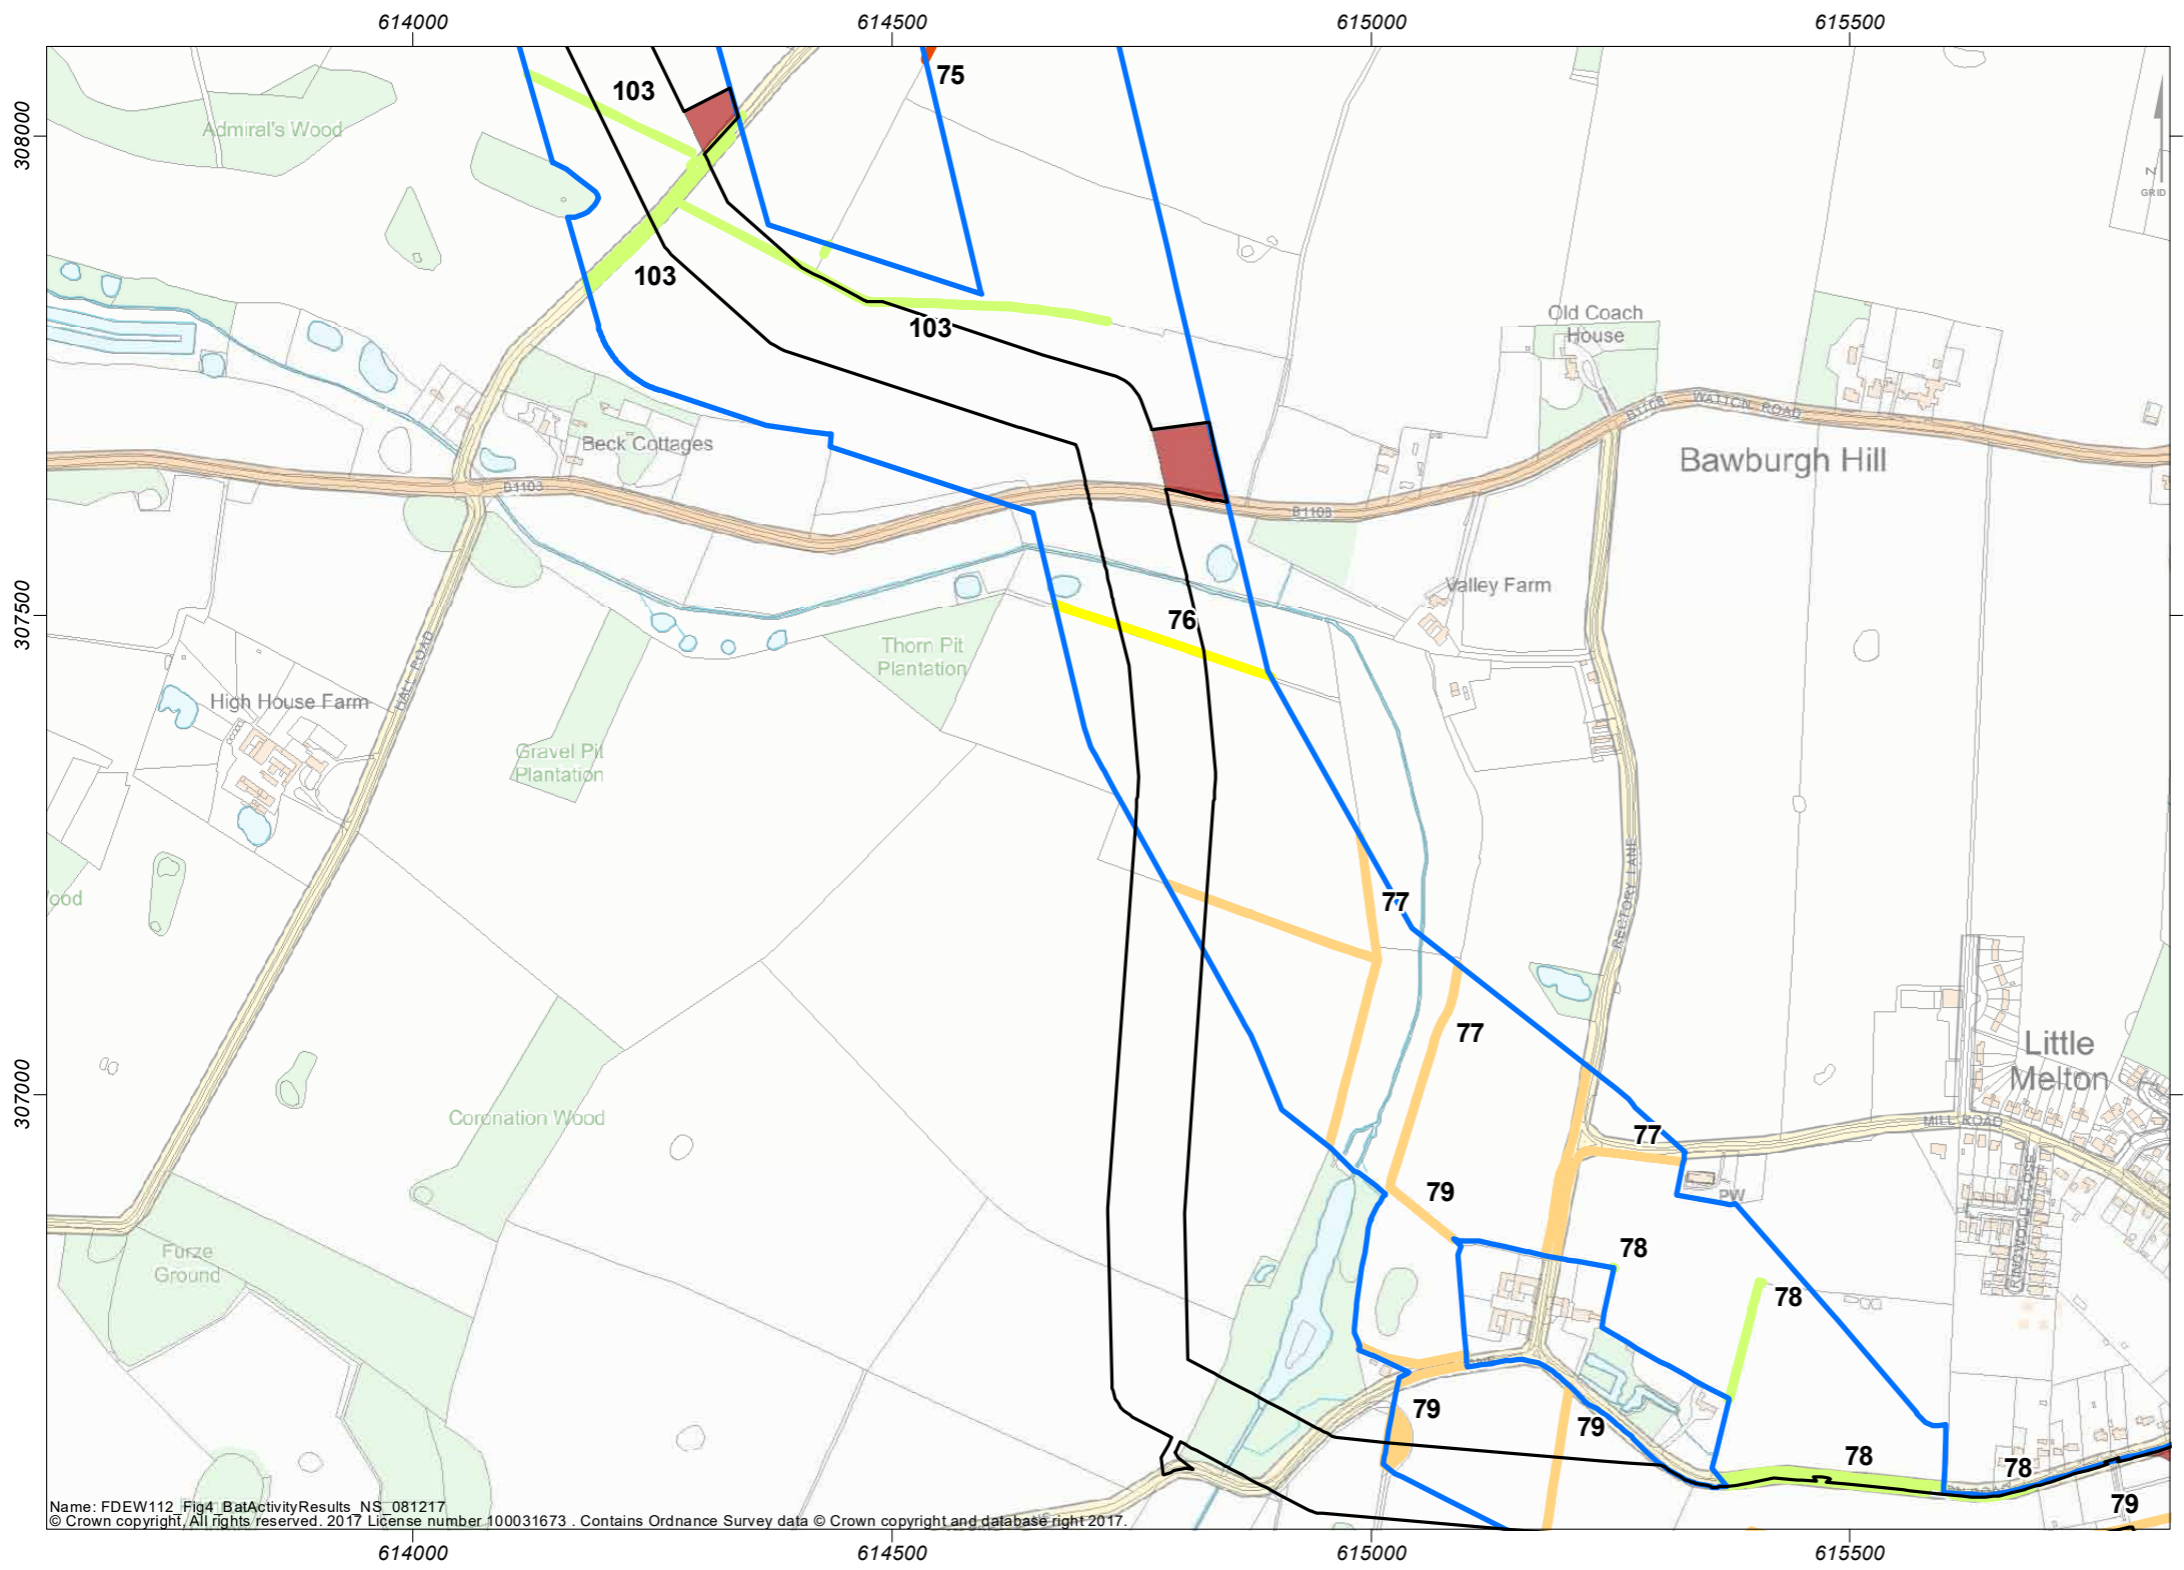 614000
614500
615000
615500
75
103
308000
Admiral's Wood
N
GRID
103
103
Old Coach
House
WATTON ROAD
B1108
Beck Cottages
Bawburgh Hill
B1103
B1108
307500
Valley Farm
76
Thorn Pit
Plantation
HALL ROAD
High House Farm
Gravel Pit
Plantation
RECTORY LANE
77
77
Little
Melton
307000
Coronation Wood
MILL ROAD
77
79
PW
RINGWOOD CLOSE
78
Furze
Ground
78
79
79
78
78
79
Name: FDEW112_Fig4_BatActivityResults_NS_081217
© Crown copyright, All rights reserved. 2017 License number 100031673 . Contains Ordnance Survey data © Crown copyright and database right 2017.
614000
614500
615000
615500